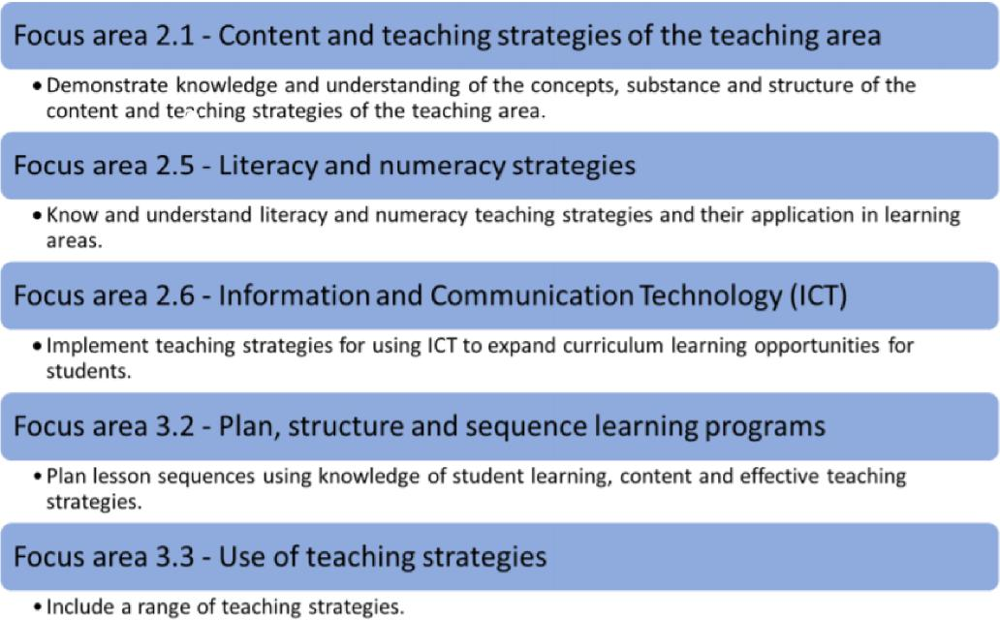 Focus area 2.1 - Content and teaching strategies of the teaching area
• Demonstrate knowledge and understanding of the concepts, substance and structure of the
content and teaching strategies of the teaching area.
Focus area 2.5 - Literacy and numeracy strategies
• Know and understand literacy and numeracy teaching strategies and their application in learning
areas.
Focus area 2.6 - Information and Communication Technology (ICT)
• Implement teaching strategies for using ICT to expand curriculum learning opportunities for
students.
Focus area 3.2 - Plan, structure and sequence learning programs
• Plan lesson sequences using knowledge of student learning, content and effective teaching
strategies.
Focus area 3.3 - Use of teaching strategies
• Include a range of teaching strategies.